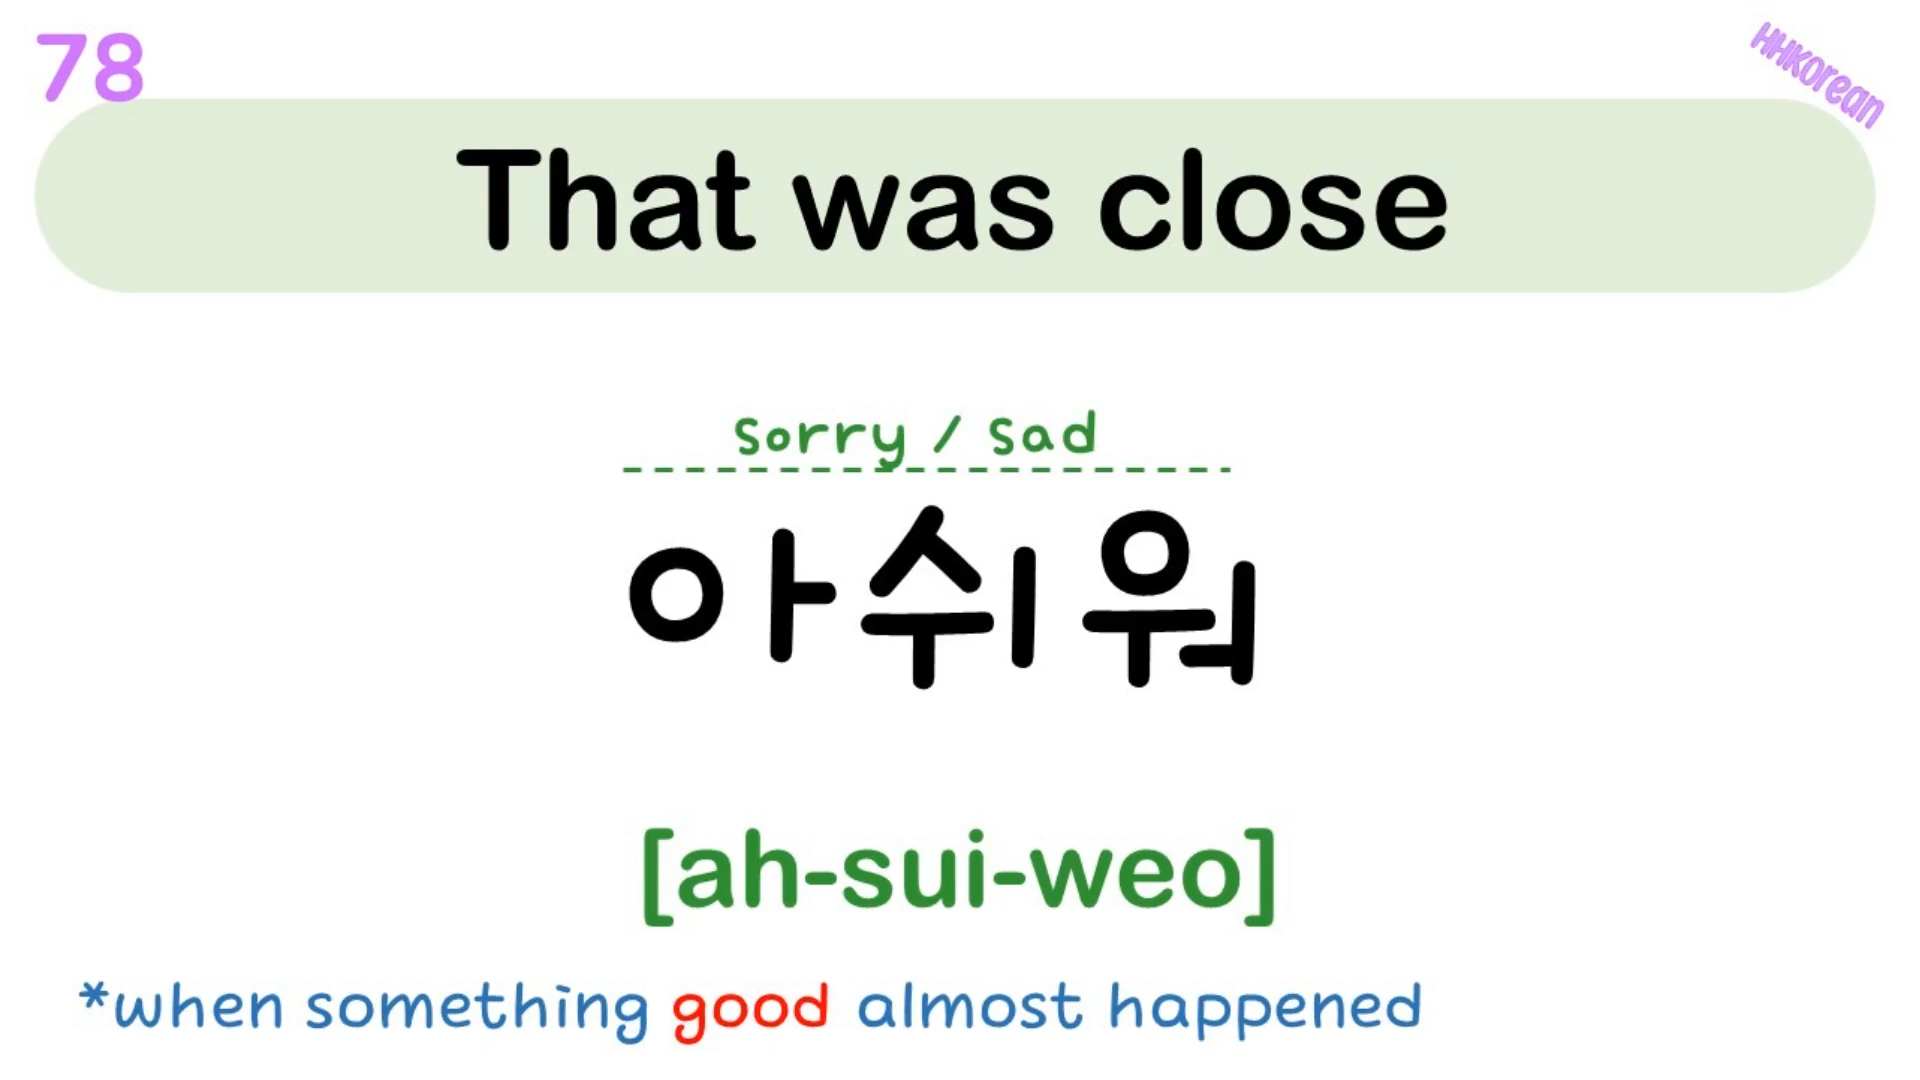 78
HHKorean
That was close
Sorry / Sad
아쉬워
[ah-sui-weo]
*when something good almost happened